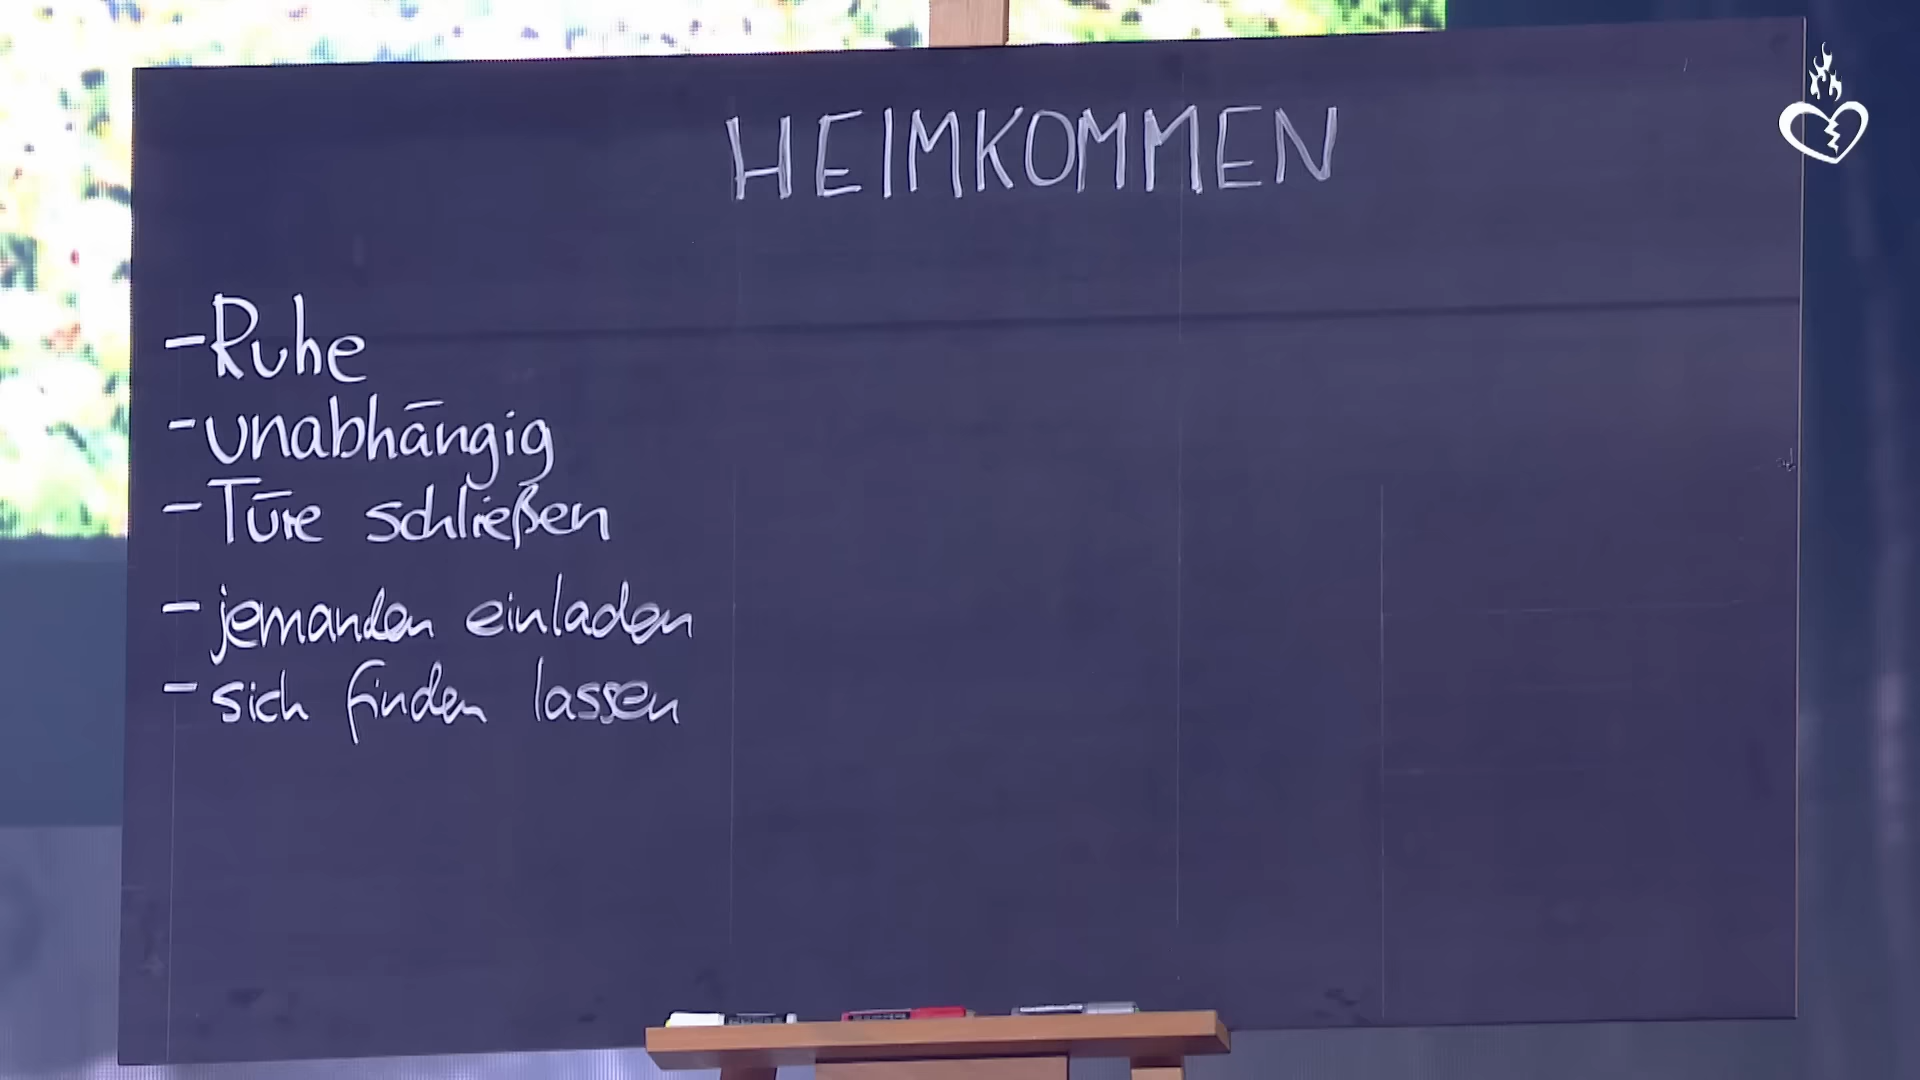 HEIMKOMMEN
- Ruhe
- unabhängig
- Türe schließen
- jemanden einladen
- sich finden lassen